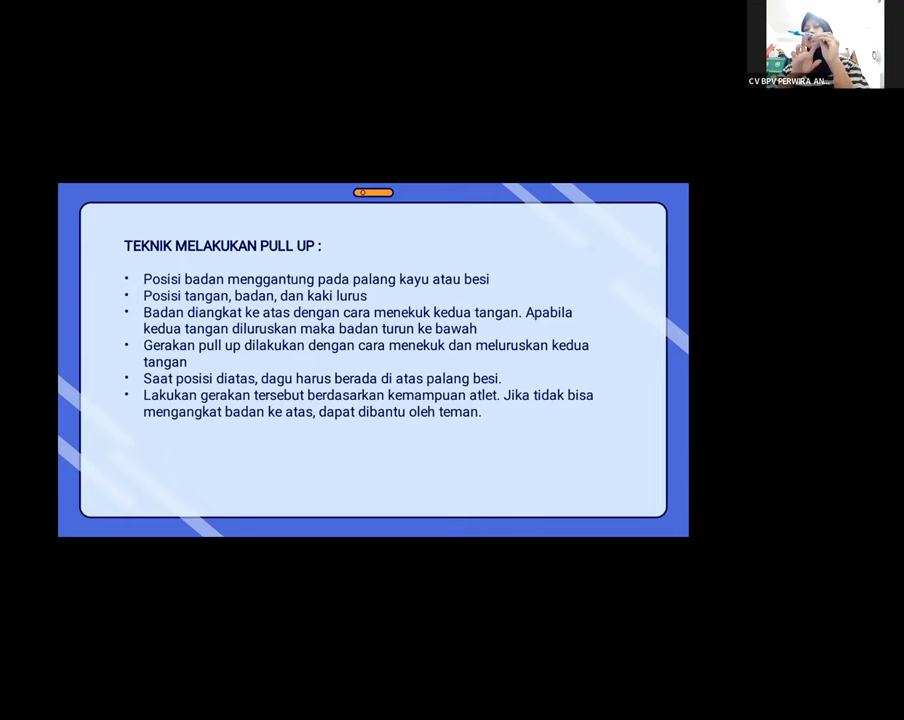 CV BPV PERWIRA AN...
TEKNIK MELAKUKAN PULL UP :
• Posisi badan menggantung pada palang kayu atau besi
• Posisi tangan, badan, dan kaki lurus
• Badan diangkat ke atas dengan cara menekuk kedua tangan. Apabila
kedua tangan diluruskan maka badan turun ke bawah
• Gerakan pull up dilakukan dengan cara menekuk dan meluruskan kedua
tangan
• Saat posisi diatas, dagu harus berada di atas palang besi.
• Lakukan gerakan tersebut berdasarkan kemampuan atlet. Jika tidak bisa
mengangkat badan ke atas, dapat dibantu oleh teman.